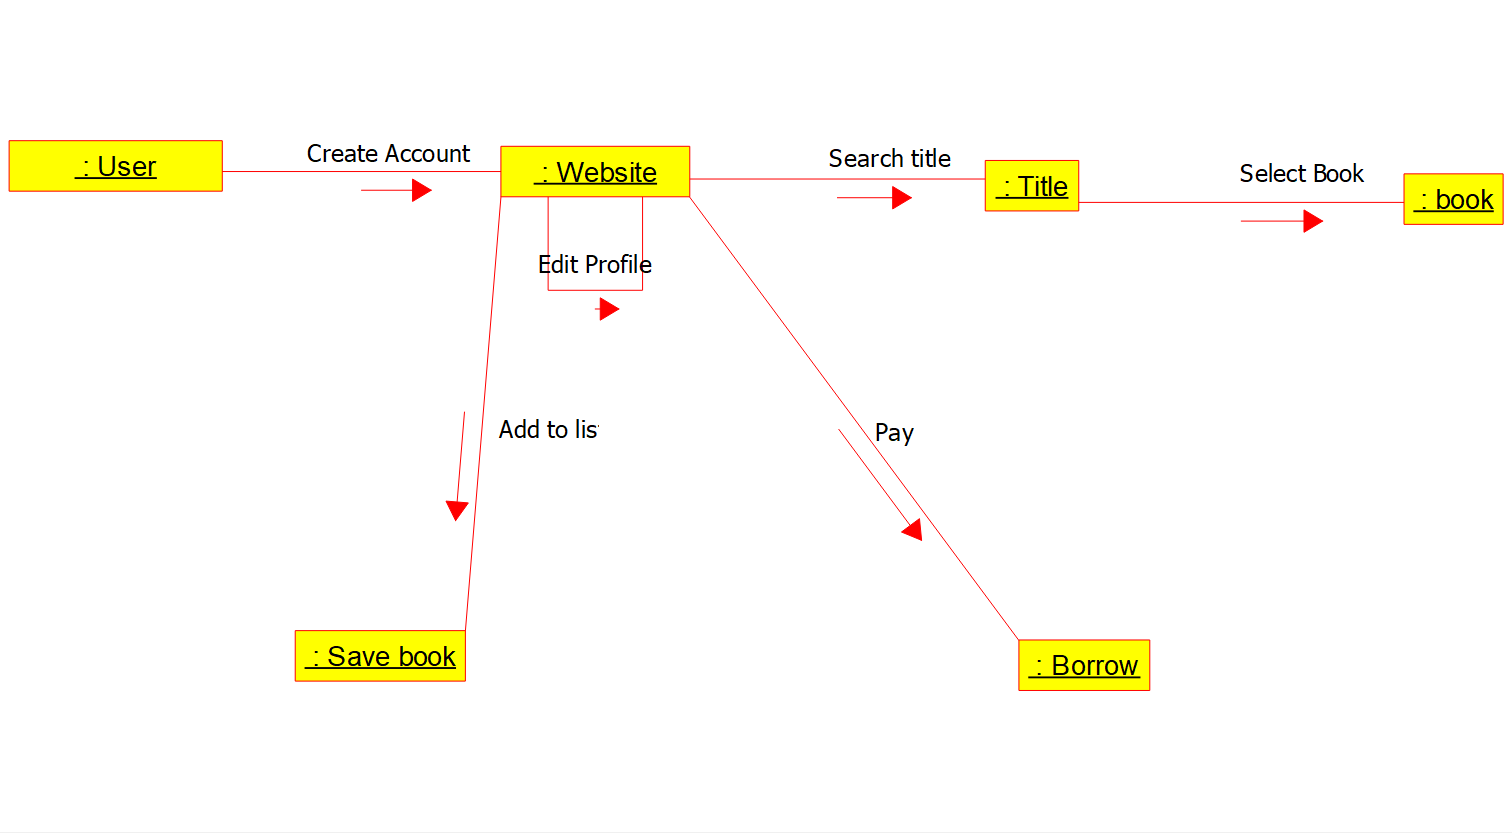 Create Account
: User
: Website
Search title
: Title
Select Book
: book
Edit Profile
Add to lis
Pay
: Save book
: Borrow